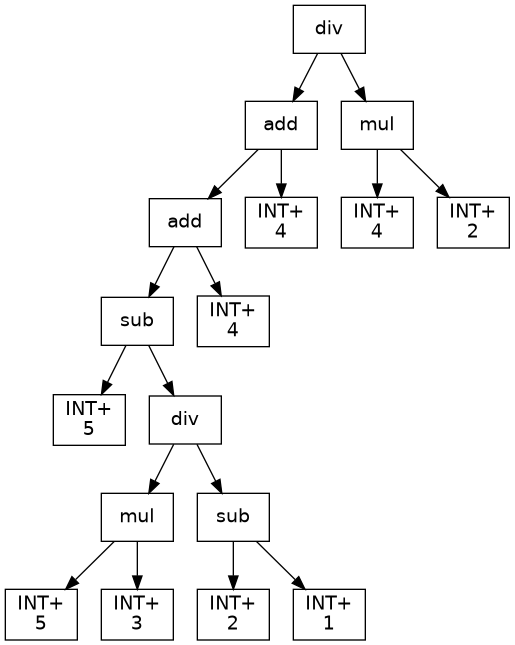 div
add
mul
add
INT+
4
INT+
4
INT+
2
sub
INT+
4
INT+
5
div
mul
sub
INT+
5
INT+
3
INT+
2
INT+
1